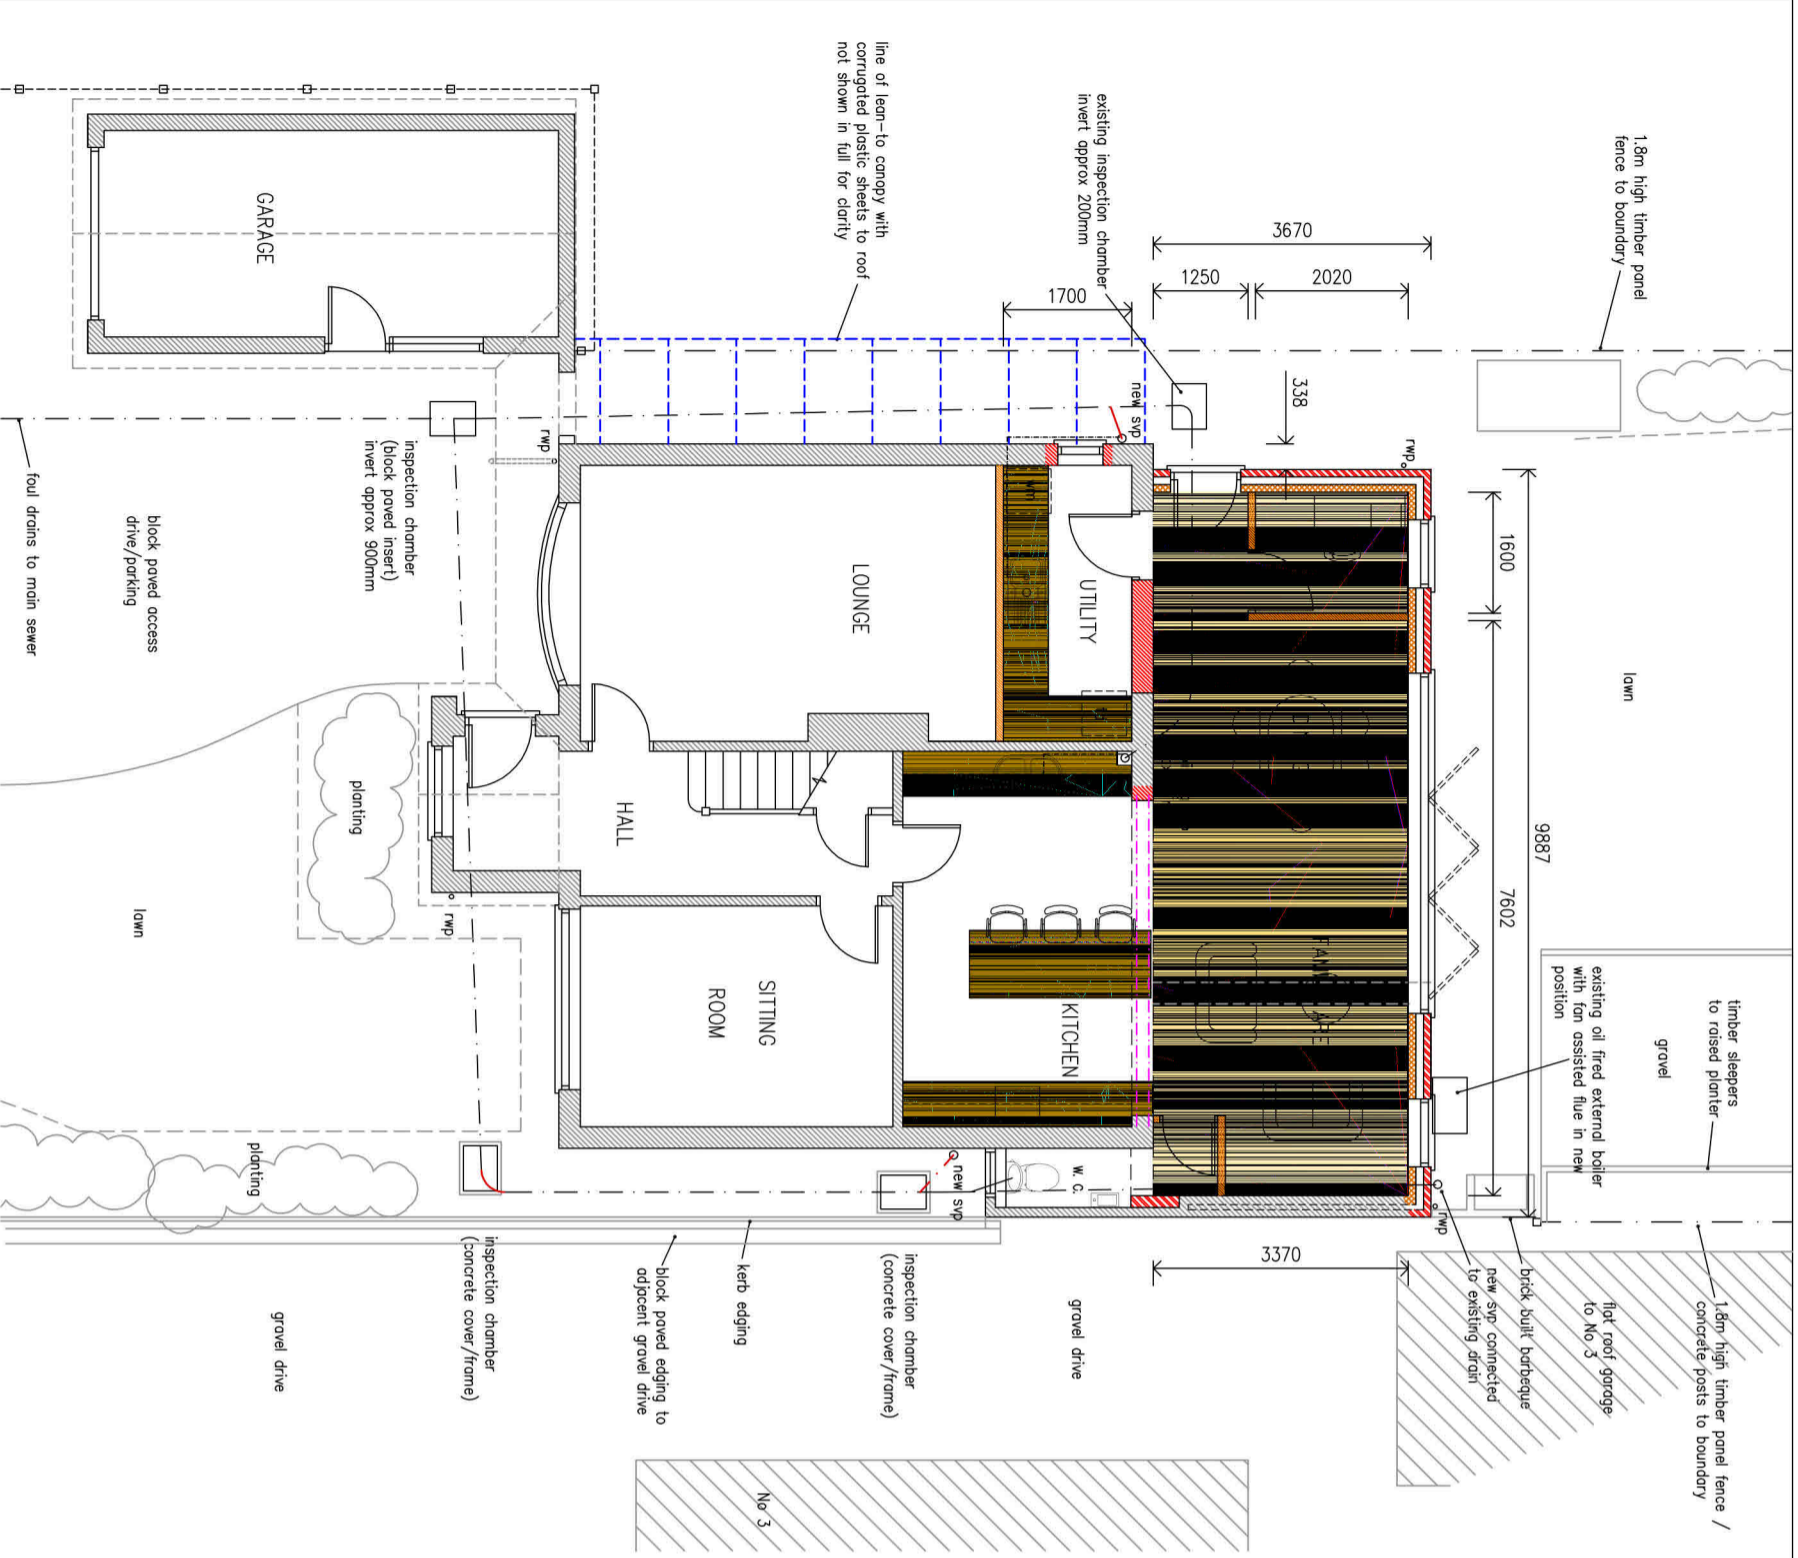 line of lean-to canopy with
corrugated plastic sheets to roof
not shown in full for clarity
existing inspection chamber
invert approx 200mm
1.8m high timber panel
fence to boundary
3670
1250
2020
1700
338
GARAGE
rwp
new svp
rwp
inspection chamber
(block paved insert)
invert approx 900mm
foul drains to main sewer
block paved access
drive/parking
LOUNGE
wm
UTILITY
1600
9887
7602
lawn
HALL
planting
rwp
lawn
SITTING
ROOM
KITCHEN
existing oil fired external boiler
with fan assisted flue in new
position
timber sleepers
to raised planter
gravel
planting
W. C.
new svp
rwp
3370
inspection chamber
(concrete cover/frame)
block paved edging to
adjacent gravel drive
kerb edging
inspection chamber
(concrete cover/frame)
gravel drive
gravel drive
new svp connected
to existing drain
brick built barbeque
flat roof garage
to No 3
1.8m high timber panel fence /
concrete posts to boundary
No 3